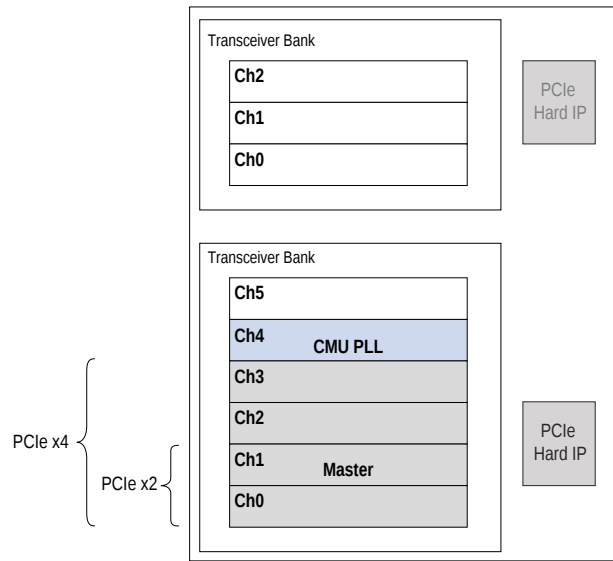 Transceiver Bank
Ch2
Ch1
Ch0
PCIe
Hard IP
Transceiver Bank
Ch5
Ch4
CMU PLL
Ch3
Ch2
Ch1
Master
Ch0
PCIe x4
PCIe x2
PCIe
Hard IP